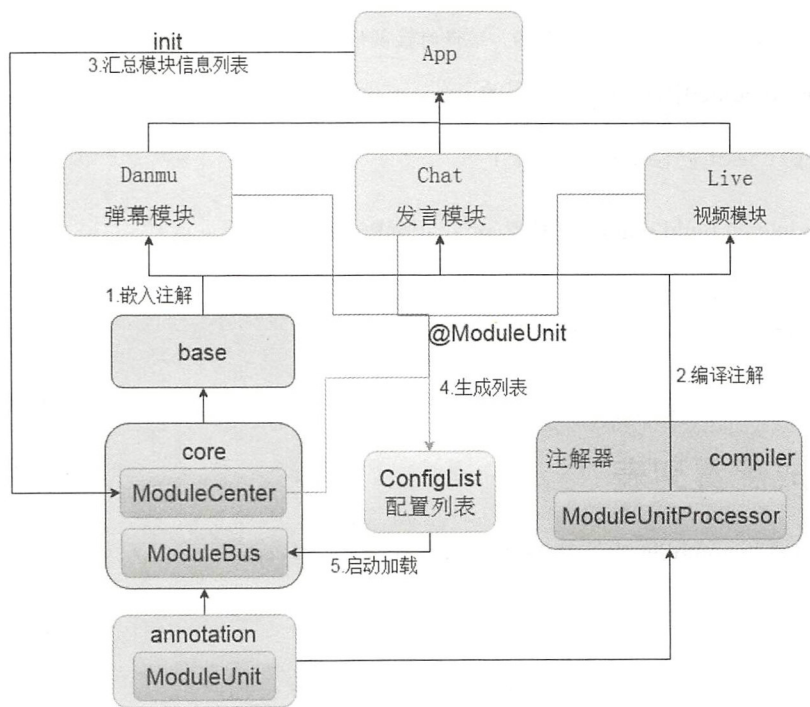 init
App
3.汇总模块信息列表
Danmu
弹幕模块
Chat
发言模块
Live
视频模块
1.嵌入注解
@ModuleUnit
base
4.生成列表
2.编译注解
core
ModuleCenter
ConfigList
配置列表
注解器
compiler
ModuleUnitProcessor
ModuleBus
5.启动加载
annotation
ModuleUnit